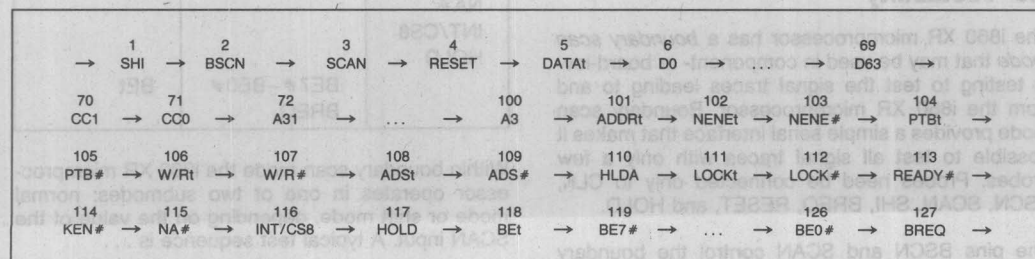 1 2 3 4 5 6 69
→ SHI → BSCN → SCAN → RESET → DATAt → D0 → ... → D63 →
70 71 72 100 101 102 103 104
CC1 → CC0 → A31 → ... → A3 → ADDRt → NENEt → NENE# → PTBt →
105 106 107 108 109 110 111 112 113
PTB# → W/Rt → W/R# → ADSt → ADS# → HLDA → LOCKt → LOCK# → READY# →
114 115 116 117 118 119 126 127
KEN# → NA# → INT/CS8 → HOLD → BEt → BE7# → ... → BE0# → BREQ →